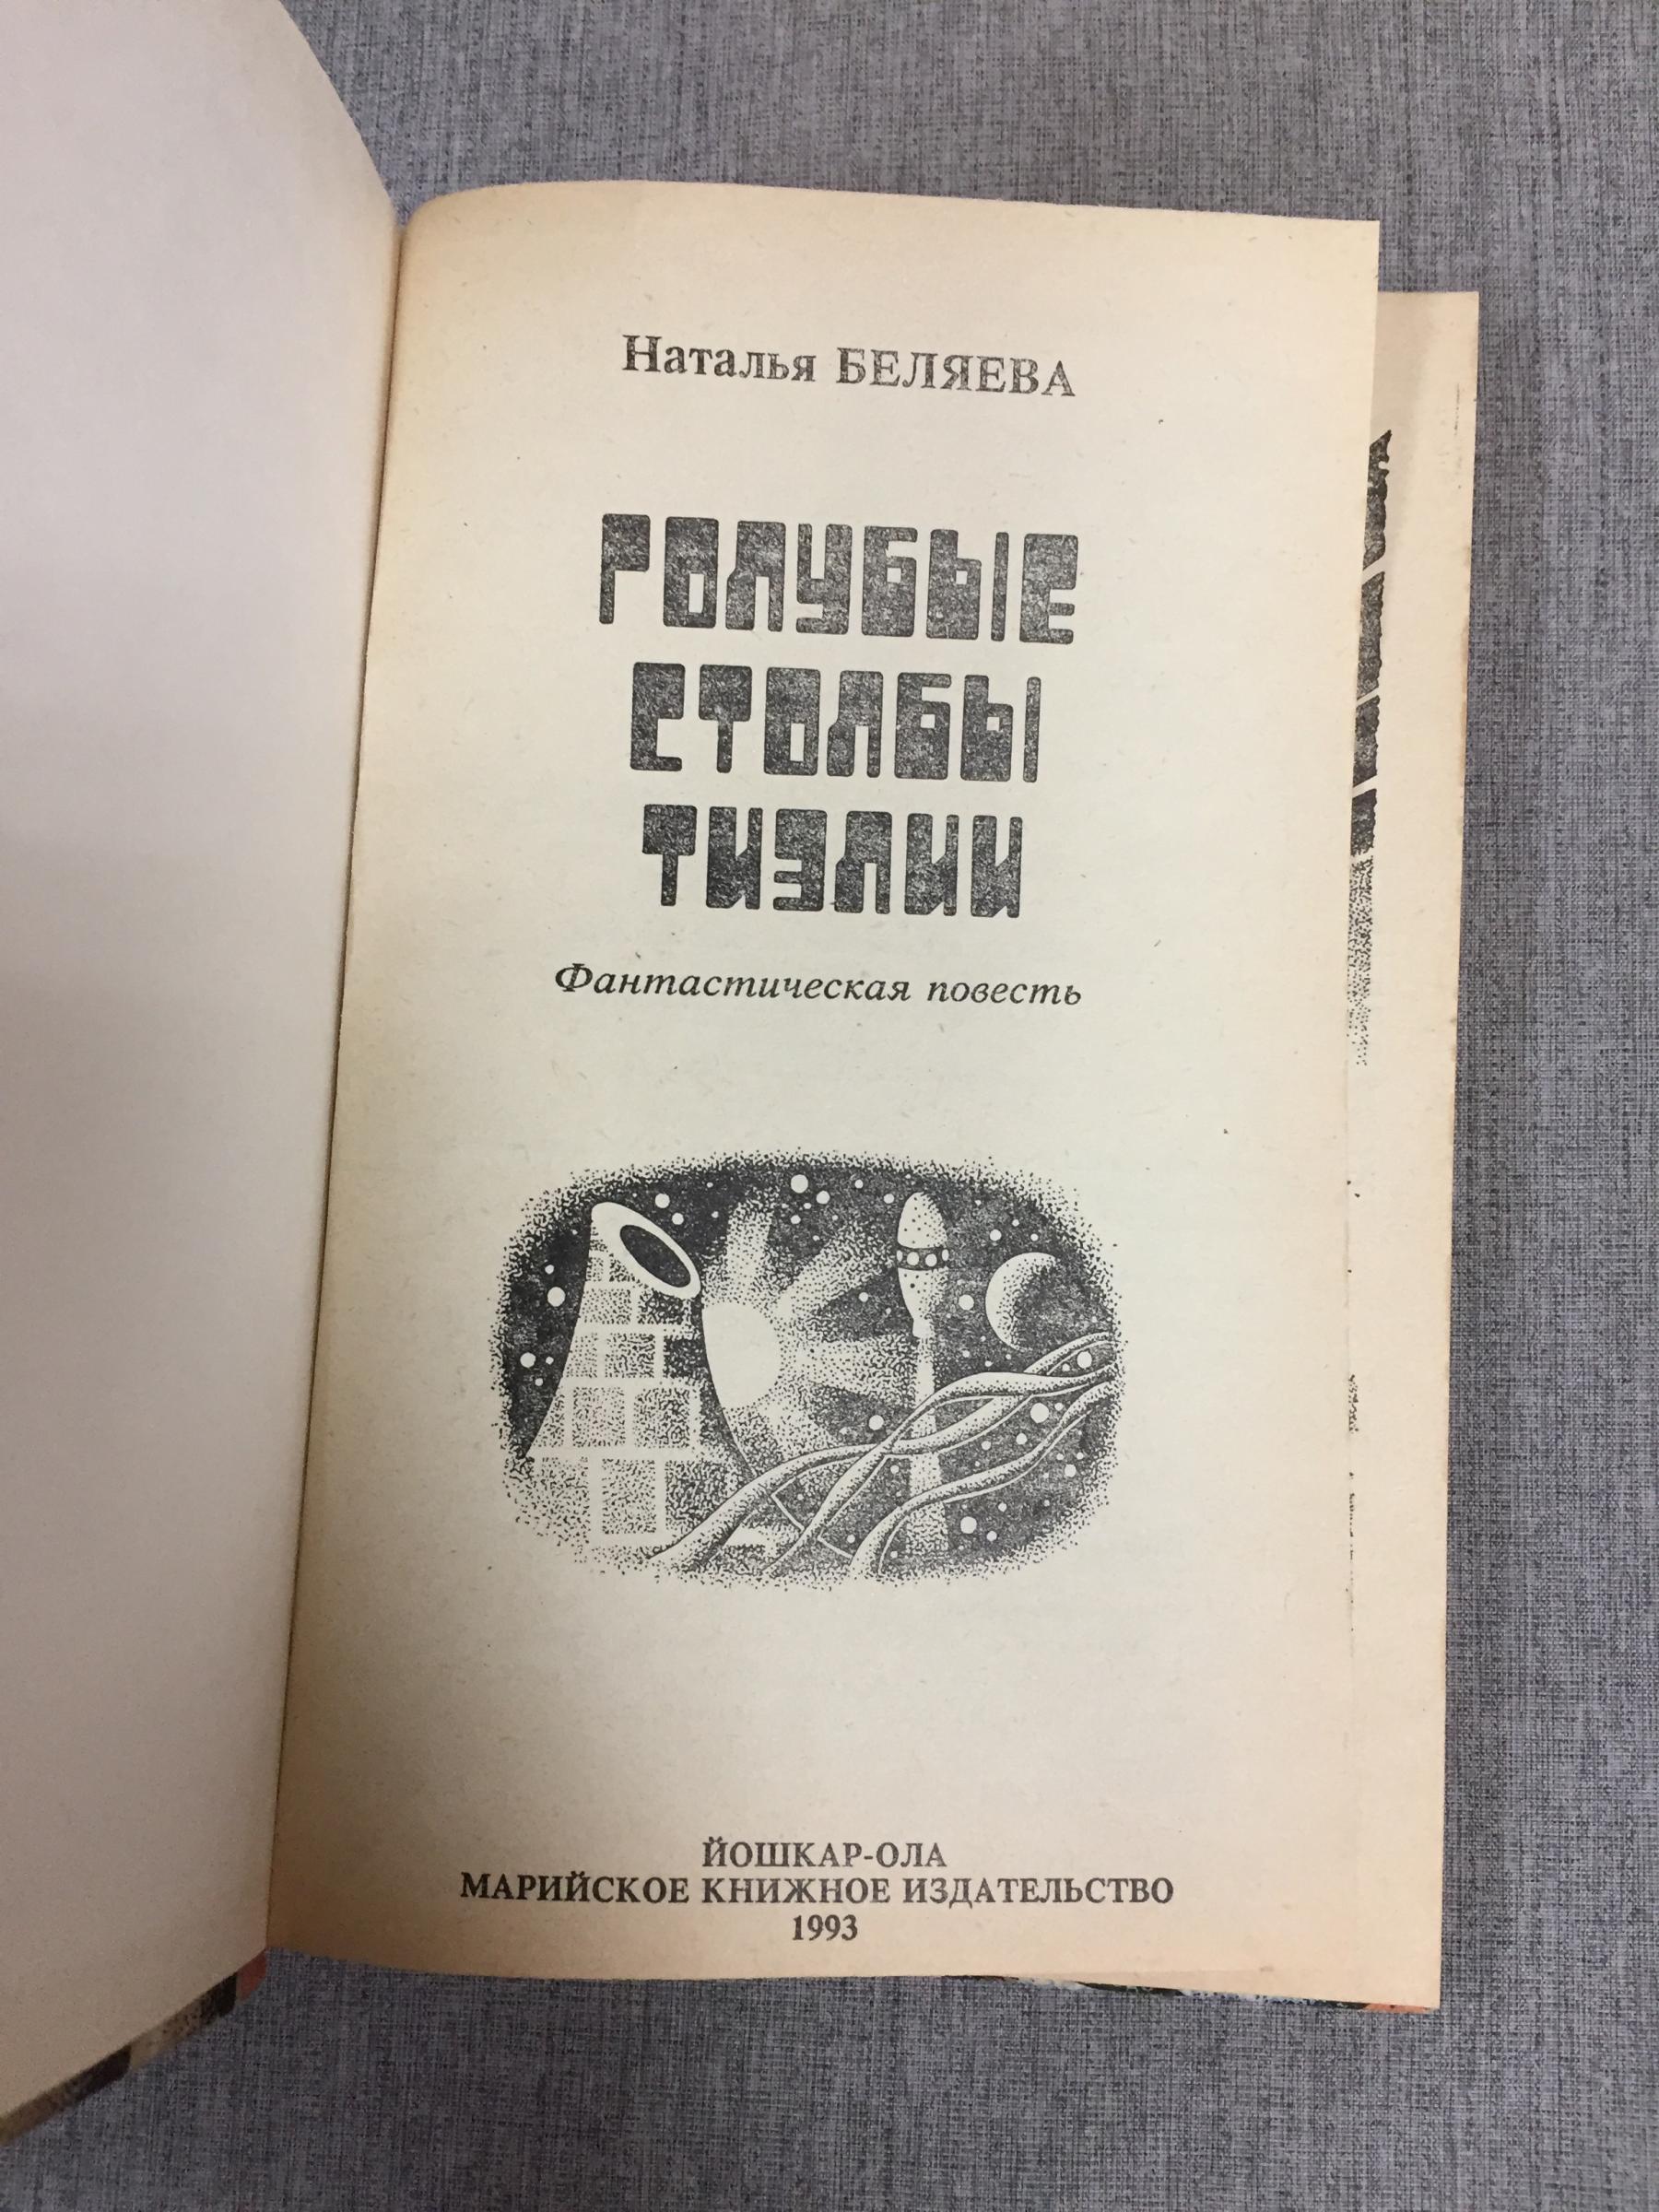 Наталья БЕЛЯЕВА
ГОЛУБЫЕ
СТОЛБЫ
ТИЭЛИИ
Фантастическая повесть
ЙОШКАР-ОЛА
МАРИЙСКОЕ КНИЖНОЕ ИЗДАТЕЛЬСТВО
1993